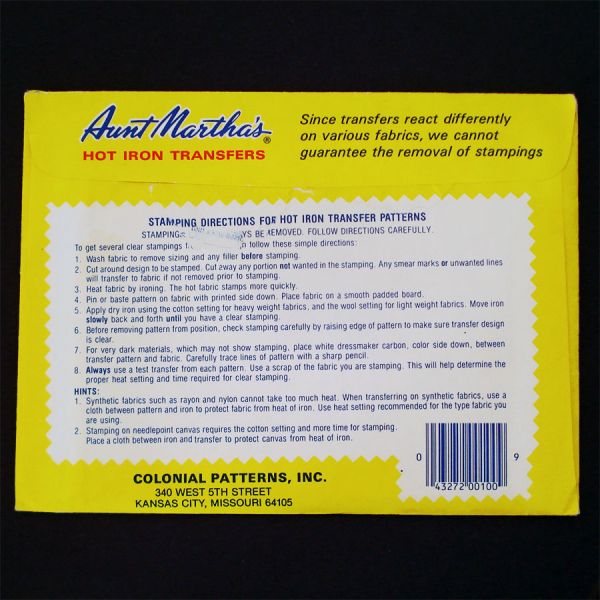 Aunt Martha's®
HOT IRON TRANSFERS
Since transfers react differently
on various fabrics, we cannot
guarantee the removal of stampings
STAMPING DIRECTIONS FOR HOT IRON TRANSFER PATTERNS
STAMPINGS YS BE REMOVED. FOLLOW DIRECTIONS CAREFULLY.
To get several clear stampings follow these simple directions:
1. Wash fabric to remove sizing and any filler before stamping.
2. Cut around design to be stamped. Cut away any portion not wanted in the stamping. Any smear marks or unwanted lines
will transfer to fabric if not removed prior to stamping.
3. Heat fabric by ironing. The hot fabric stamps more quickly.
4. Pin or baste pattern on fabric with printed side down. Place fabric on a smooth padded board.
5. Apply dry iron using the cotton setting for heavy weight fabrics, and the wool setting for light weight fabrics. Move iron
slowly back and forth until you have a clear stamping.
6. Before removing pattern from position, check stamping carefully by raising edge of pattern to make sure transfer design
is clear.
7. For very dark materials, which may not show stamping, place white dressmaker carbon, color side down, between
transfer pattern and fabric. Carefully trace lines of pattern with a sharp pencil.
8. Always use a test transfer from each pattern. Use a scrap of the fabric you are stamping. This will help determine the
proper heat setting and time required for clear stamping.
HINTS:
1. Synthetic fabrics such as rayon and nylon cannot take too much heat. When transferring on synthetic fabrics, use a
cloth between pattern and iron to protect fabric from heat of iron. Use heat setting recommended for the type fabric you
are using.
2. Stamping on needlepoint canvas requires the cotton setting and more time for stamping.
Place a cloth between iron and transfer to protect canvas from heat of iron.
0 9
43272 00100
COLONIAL PATTERNS, INC.
340 WEST 5TH STREET
KANSAS CITY, MISSOURI 64105